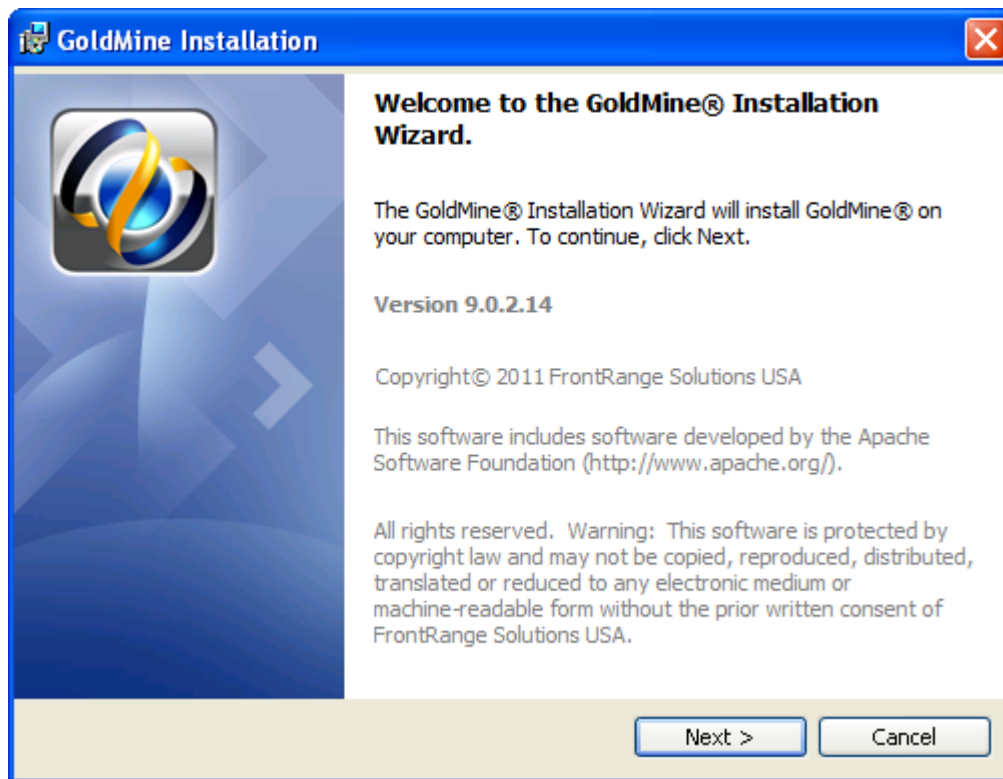 GoldMine Installation
Welcome to the GoldMine® Installation
Wizard.
The GoldMine® Installation Wizard will install GoldMine® on
your computer. To continue, click Next.
Version 9.0.2.14
Copyright© 2011 FrontRange Solutions USA
This software includes software developed by the Apache
Software Foundation (http://www.apache.org/).
All rights reserved.  Warning:  This software is protected by
copyright law and may not be copied, reproduced, distributed,
translated or reduced to any electronic medium or
machine-readable form without the prior written consent of
FrontRange Solutions USA.
Next > Cancel